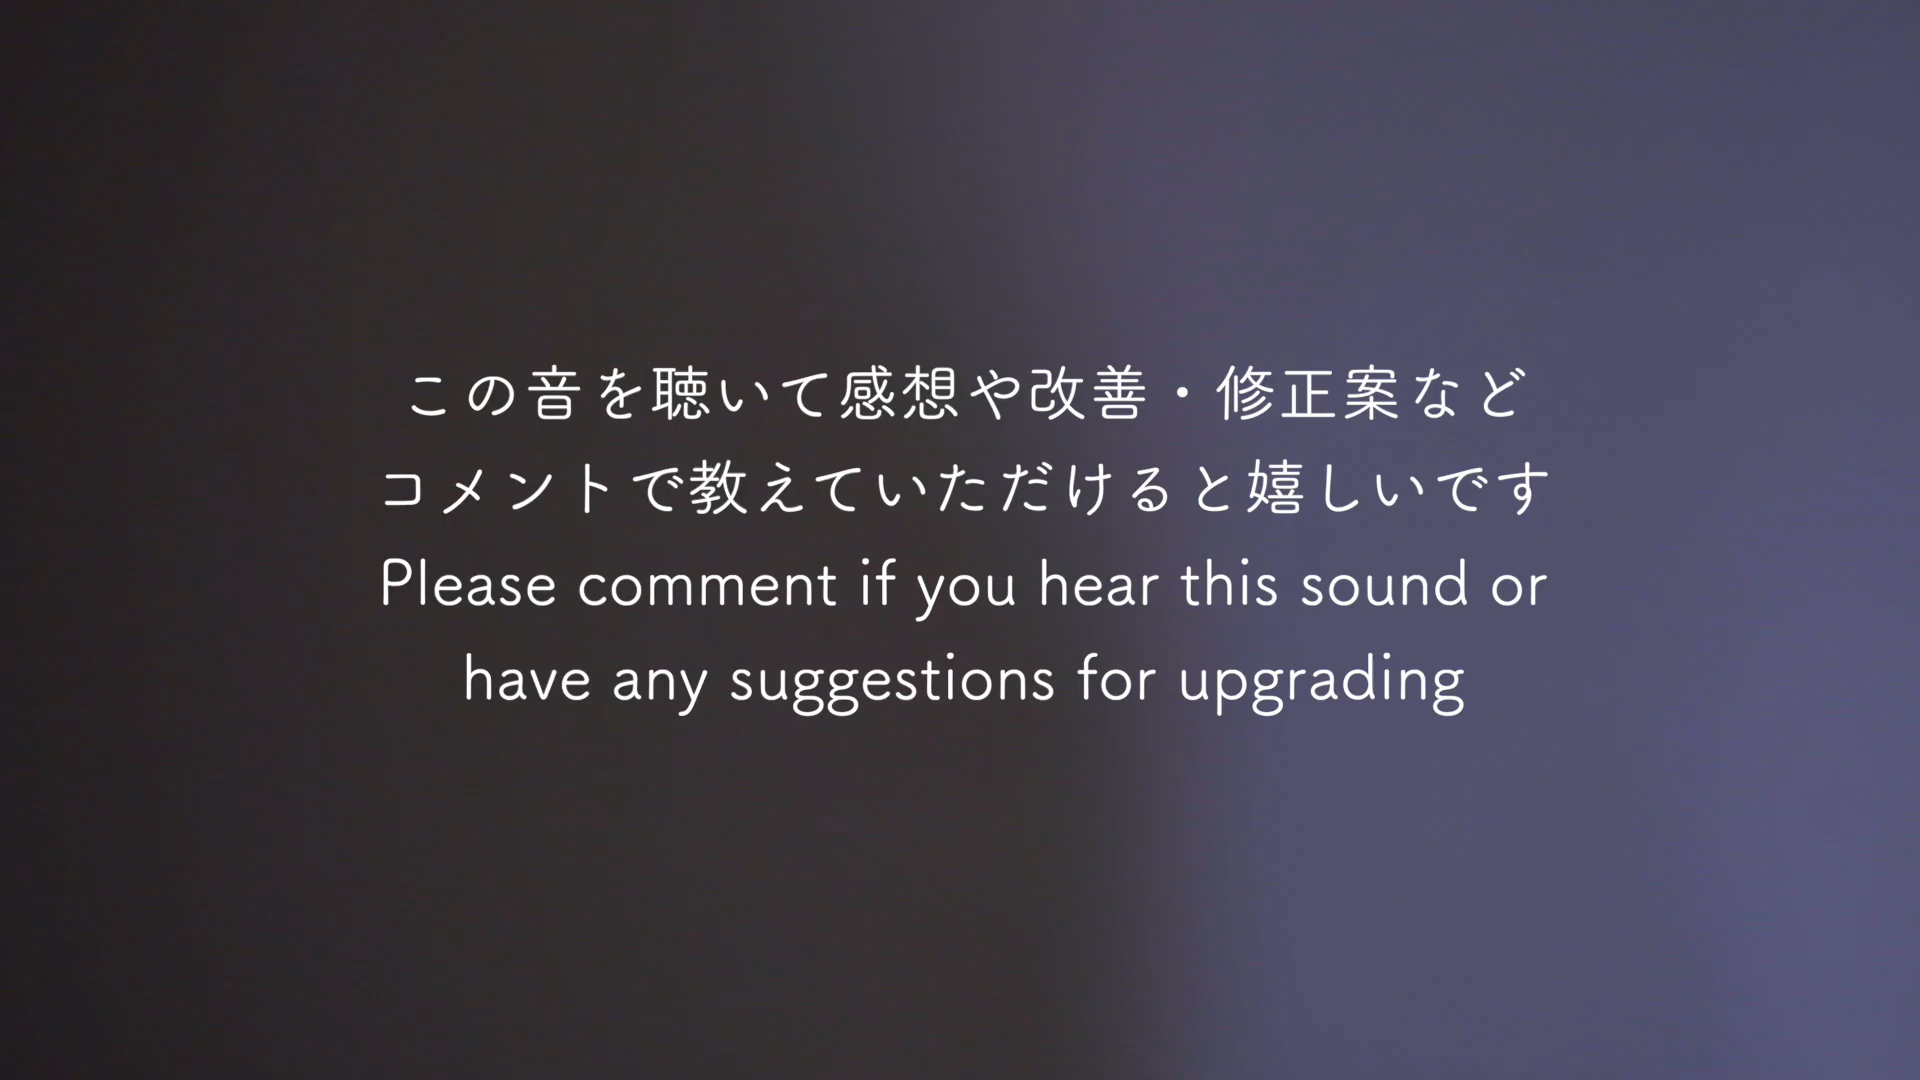 この音を聴いて感想や改善・修正案など
コメントで教えていただけると嬉しいです
Please comment if you hear this sound or
have any suggestions for upgrading